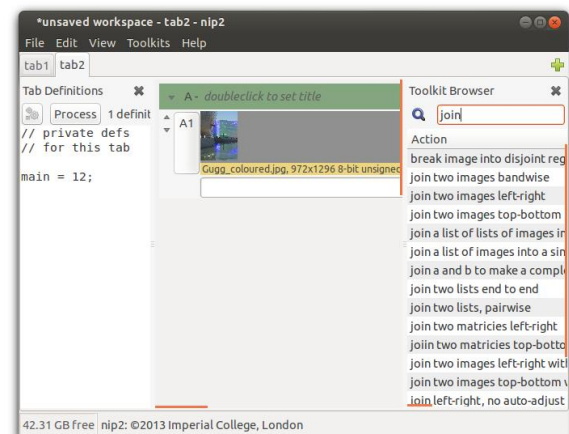 *unsaved workspace - tab2 - nip2
File Edit View Toolkits Help
tab1 tab2
Tab Definitions
Process 1 definit
// private defs
// for this tab
main = 12;
A - doubleclick to set title
A1
Gugg_coloured.jpg, 972x1296 8-bit unsigned
Toolkit Browser
join
Action
break image into disjoint reg
join two images bandwise
join two images left-right
join two images top-bottom
join a list of lists of images in
join a list of images into a sin
join a and b to make a comple
join two lists end to end
join two lists, pairwise
join two matricies left-right
joiin two matricies top-botto
join two images left-right with
join two images top-bottom w
join left-right, no auto-adjust
42.31 GB free nip2: ©2013 Imperial College, London